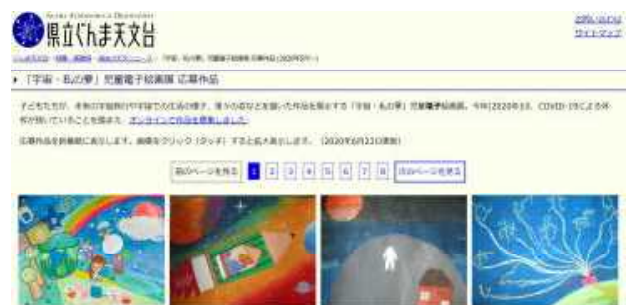 Gunma Astronomical Observatory
県立ぐんま天文台
お問い合わせ
サイトマップ
「宇宙・私の夢」児童電子絵画展 応募作品
子どもたちが、未来の宇宙旅行や宇宙での生活の様子、星々の姿などを描いた作品を展示する「宇宙・私の夢」児童電子絵画展。今年(2020年)は、COVID-19による休
校が続いていることを踏まえ、オンラインで作品を募集しました。
応募作品を到着順に表示します。画像をクリック（タッチ）すると拡大表示します。（2020年6月22日更新）
前のページを見る 1 2 3 4 5 6 7 8 次のページを見る